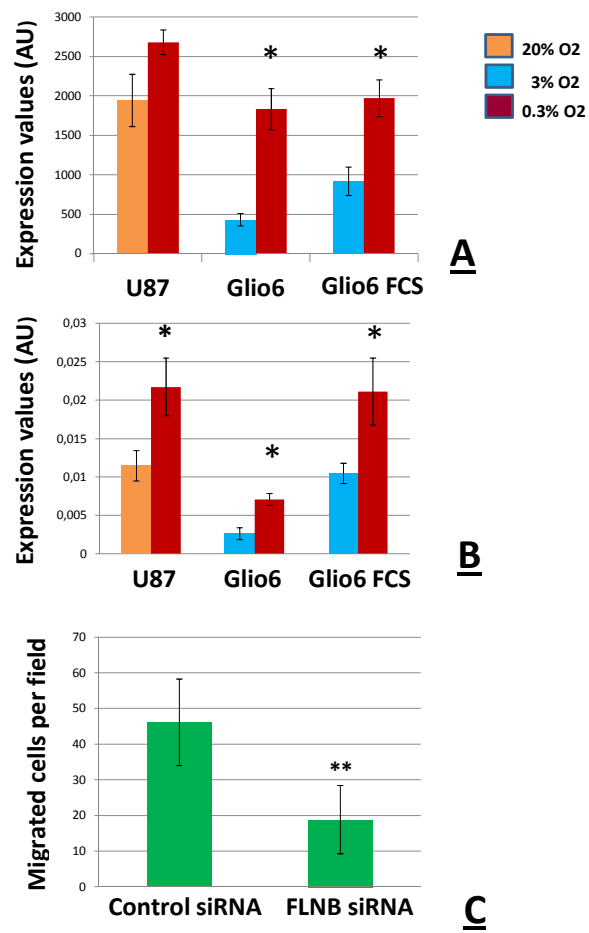 Expression values (AU)
3000
2500
2000
1500
1000
500
0
*
*
U87
Glio6
Glio6 FCS
20% O2
3% O2
0.3% O2
A
Expression values (AU)
0,03
0,025
0,02
0,015
0,01
0,005
0
*
*
*
U87
Glio6
Glio6 FCS
B
Migrated cells per field
70
60
50
40
30
20
10
0
**
Control siRNA
FLNB siRNA
C